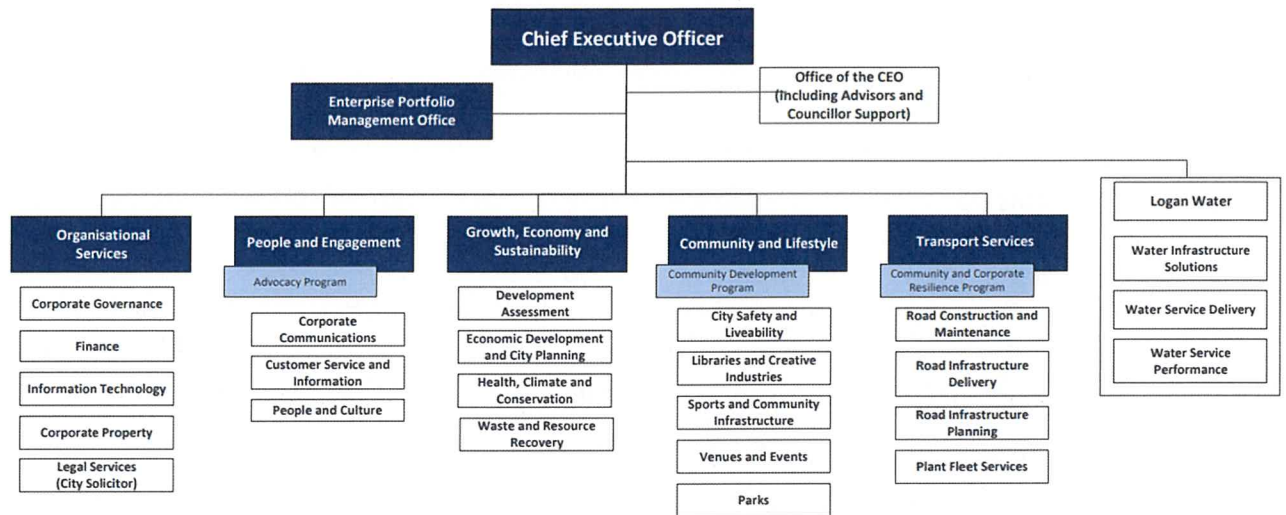 Chief Executive Officer
Office of the CEO
(Including Advisors and
Councillor Support)
Enterprise Portfolio
Management Office
Organisational
Services
Corporate Governance
Finance
Information Technology
Corporate Property
Legal Services
(City Solicitor)
People and Engagement
Advocacy Program
Corporate
Communications
Customer Service and
Information
People and Culture
Growth, Economy and
Sustainability
Development
Assessment
Economic Development
and City Planning
Health, Climate and
Conservation
Waste and Resource
Recovery
Community and Lifestyle
Community Development
Program
City Safety and
Liveability
Libraries and Creative
Industries
Sports and Community
Infrastructure
Venues and Events
Parks
Transport Services
Community and Corporate
Resilience Program
Road Construction and
Maintenance
Road Infrastructure
Delivery
Road Infrastructure
Planning
Plant Fleet Services
Logan Water
Water Infrastructure
Solutions
Water Service Delivery
Water Service
Performance